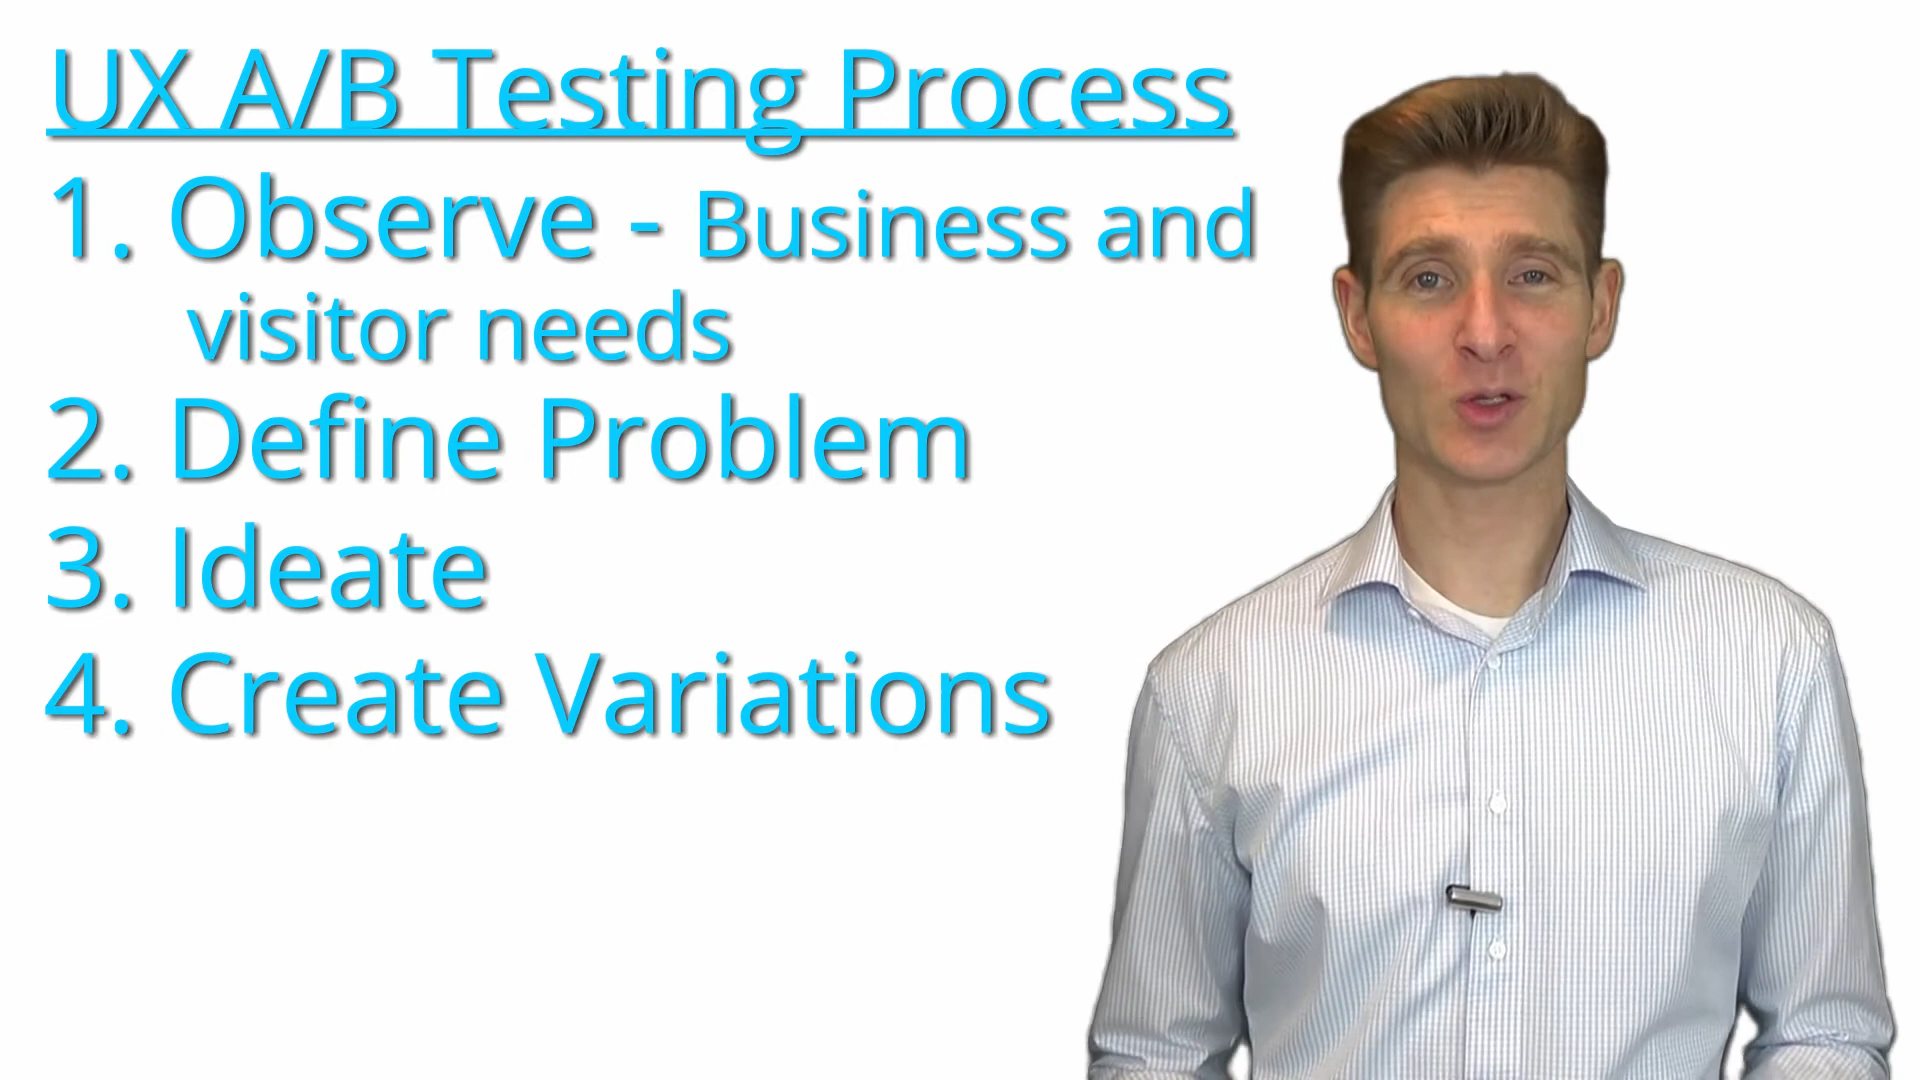 UX A/B Testing Process
1. Observe - Business and
visitor needs
2. Define Problem
3. Ideate
4. Create Variations